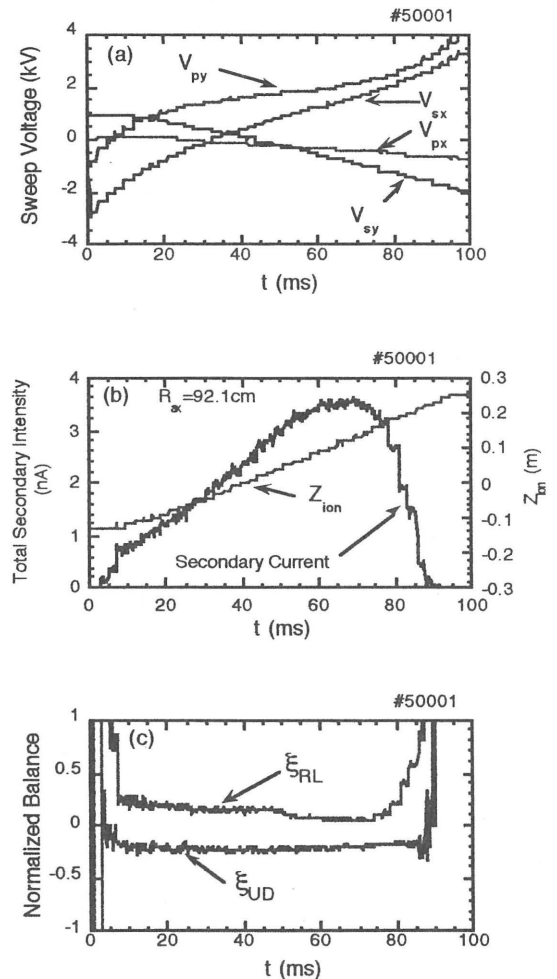 #50001
(a)
V_py
V_sx
V_px
V_sy
Sweep Voltage (kV)
4
2
0
-2
-4
0 20 40 60 80 100
t (ms)
#50001
(b)
R_ax=92.1cm
Z_ion
Secondary Current
Total Secondary Intensity
(nA)
4
3
2
1
0
0.3
0.2
0.1
0
-0.1
-0.2
-0.3
Z_ion (m)
0 20 40 60 80 100
t (ms)
#50001
(c)
ξ_RL
ξ_UD
Normalized Balance
1
0.5
0
-0.5
-1
0 20 40 60 80 100
t (ms)